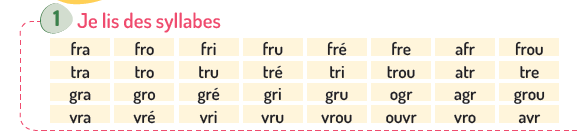 1 Je lis des syllabes
fra fro fri fru fré fre afr frou
tra tro tru tré tri trou atr tre
gra gro gré gri gru ogr agr grou
vra vré vri vru vrou ouvr vro avr